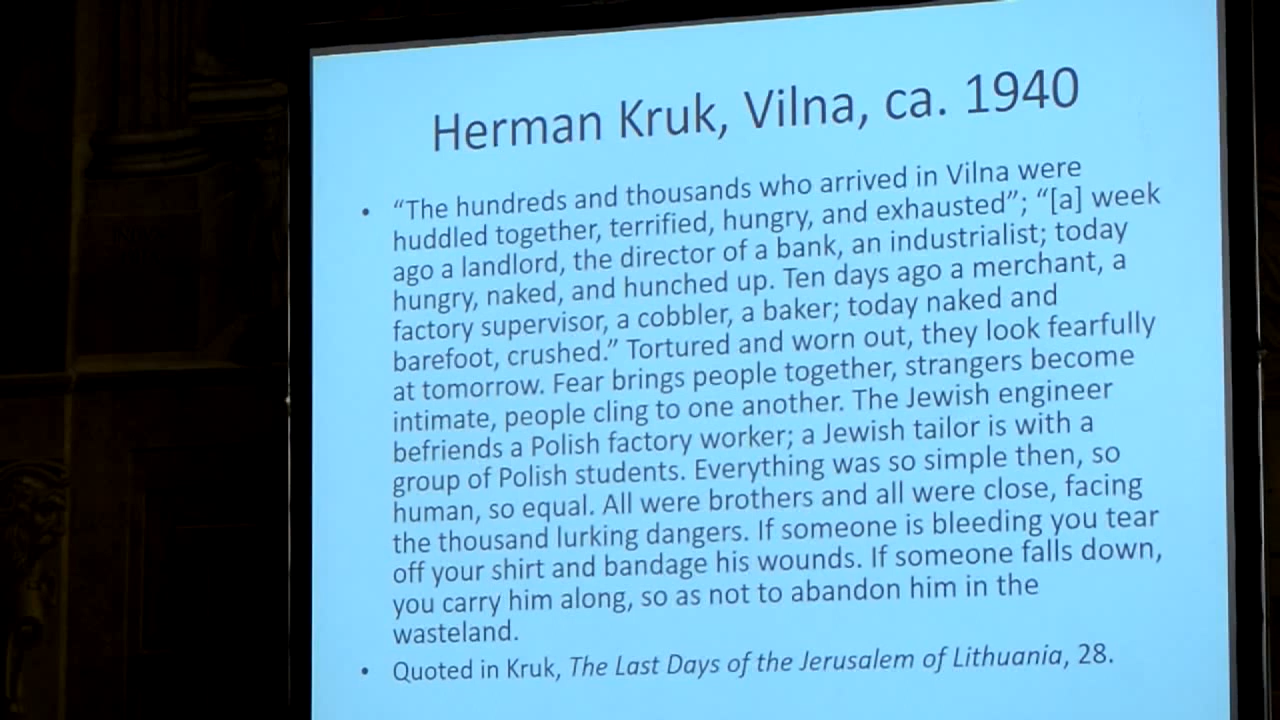 Herman Kruk, Vilna, ca. 1940
• “The hundreds and thousands who arrived in Vilna were
huddled together, terrified, hungry, and exhausted”; “[a] week
ago a landlord, the director of a bank, an industrialist; today
hungry, naked, and hunched up. Ten days ago a merchant, a
factory supervisor, a cobbler, a baker; today naked and
barefoot, crushed.” Tortured and worn out, they look fearfully
at tomorrow. Fear brings people together, strangers become
intimate, people cling to one another. The Jewish engineer
befriends a Polish factory worker; a Jewish tailor is with a
group of Polish students. Everything was so simple then, so
human, so equal. All were brothers and all were close, facing
the thousand lurking dangers. If someone is bleeding you tear
off your shirt and bandage his wounds. If someone falls down,
you carry him along, so as not to abandon him in the
wasteland.
• Quoted in Kruk, The Last Days of the Jerusalem of Lithuania, 28.